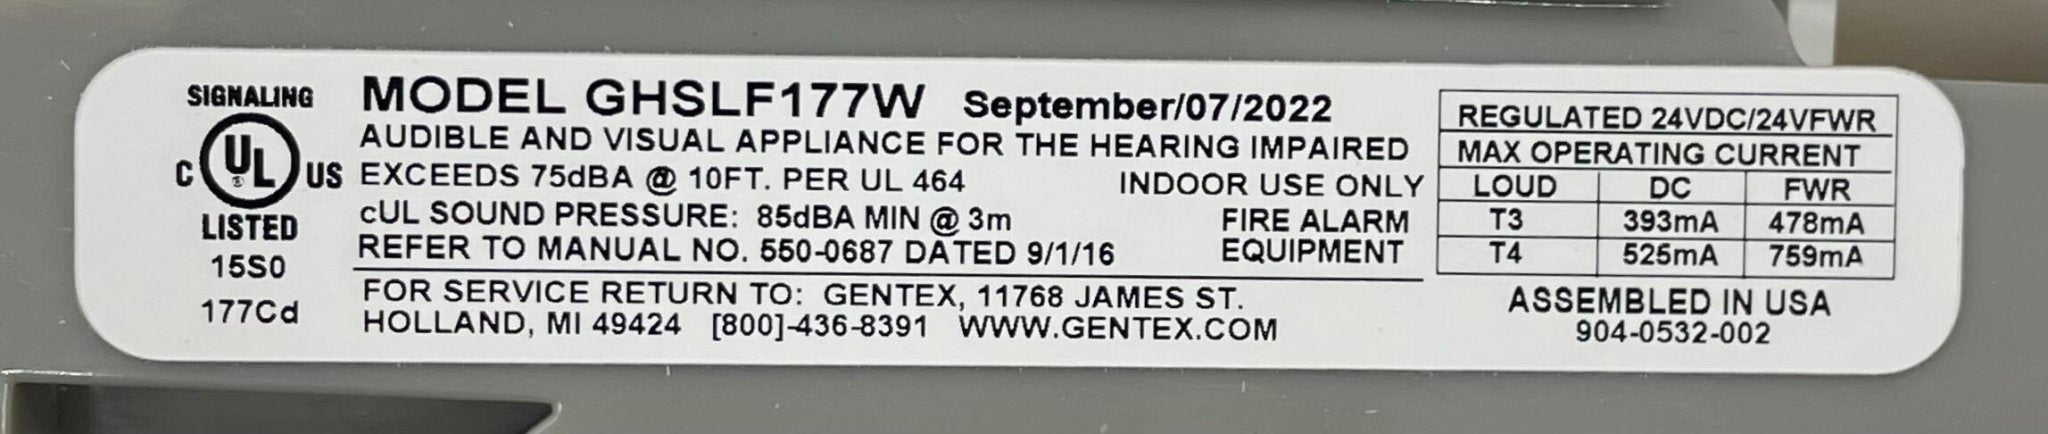 SIGNALING
C UL ® US
LISTED
15S0
177Cd
MODEL GHSLF177W September/07/2022
AUDIBLE AND VISUAL APPLIANCE FOR THE HEARING IMPAIRED
EXCEEDS 75dBA @ 10FT. PER UL 464 INDOOR USE ONLY
cUL SOUND PRESSURE: 85dBA MIN @ 3m FIRE ALARM
REFER TO MANUAL NO. 550-0687 DATED 9/1/16 EQUIPMENT
FOR SERVICE RETURN TO: GENTEX, 11768 JAMES ST.
HOLLAND, MI 49424 [800]-436-8391 WWW.GENTEX.COM
REGULATED 24VDC/24VFWR
MAX OPERATING CURRENT
LOUD DC FWR
T3 393mA 478mA
T4 525mA 759mA
ASSEMBLED IN USA
904-0532-002